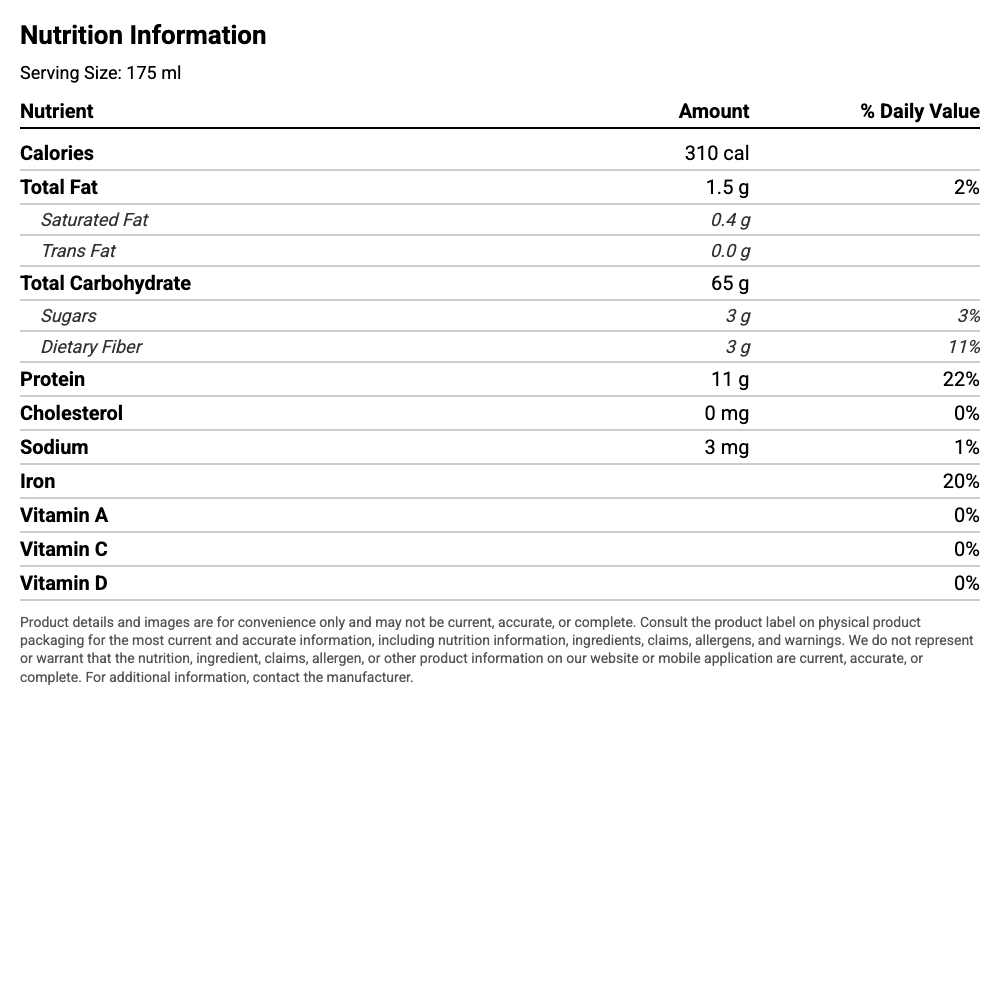 Nutrition Information
Serving Size: 175 ml
Nutrient Amount % Daily Value
Calories 310 cal
Total Fat 1.5 g 2%
Saturated Fat 0.4 g
Trans Fat 0.0 g
Total Carbohydrate 65 g
Sugars 3 g 3%
Dietary Fiber 3 g 11%
Protein 11 g 22%
Cholesterol 0 mg 0%
Sodium 3 mg 1%
Iron 20%
Vitamin A 0%
Vitamin C 0%
Vitamin D 0%
Product details and images are for convenience only and may not be current, accurate, or complete. Consult the product label on physical product
packaging for the most current and accurate information, including nutrition information, ingredients, claims, allergens, and warnings. We do not represent
or warrant that the nutrition, ingredient, claims, allergen, or other product information on our website or mobile application are current, accurate, or
complete. For additional information, contact the manufacturer.